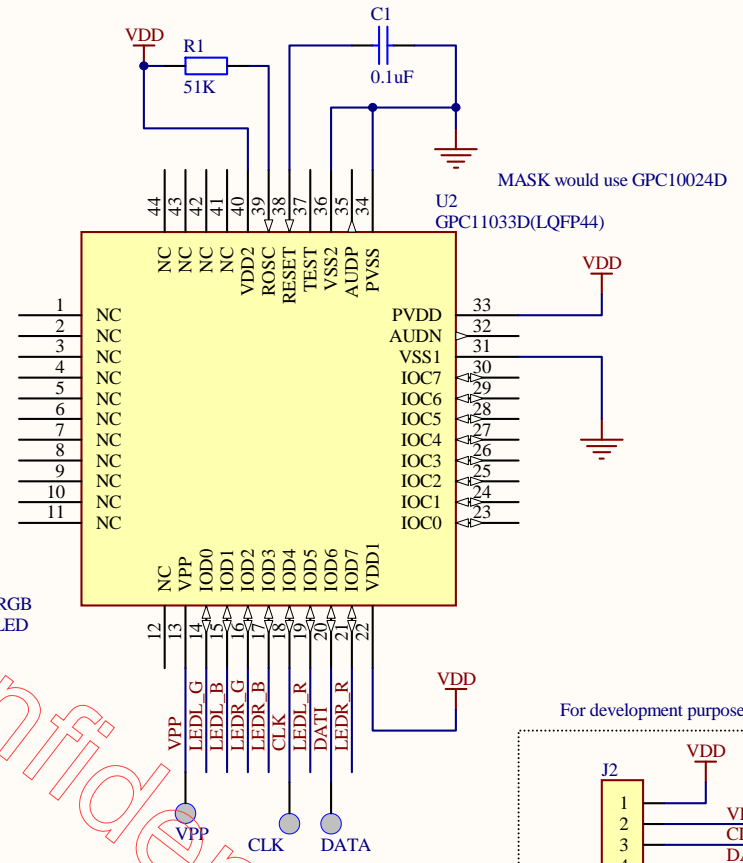 C1
VDD
R1
0.1uF
51K
MASK would use GPC10024D
U2
GPC11033D(LQFP44)
44 43 42 41 40 39 38 37 36 35 34
NC NC NC NC VDD2 ROSC RESET TEST VSS2 AUDP PVSS
VDD
1 NC
2 NC
3 NC
4 NC
5 NC
6 NC
7 NC
8 NC
9 NC
10 NC
11 NC
PVDD 33
AUDN 32
VSS1 31
IOC7 30
IOC6 29
IOC5 28
IOC4 27
IOC3 26
IOC2 25
IOC1 24
IOC0 23
NC VPP IOD0 IOD1 IOD2 IOD3 IOD4 IOD5 IOD6 IOD7 VDD1
12 13 14 15 16 17 18 19 20 21 22
RGB
LED
VPP LEDL_G LEDL_B LEDR_G LEDR_B CLK LEDL_R DATI LEDR_R
VDD
VPP
CLK
DATA
For development purpose
VDD
J2
1
2
3